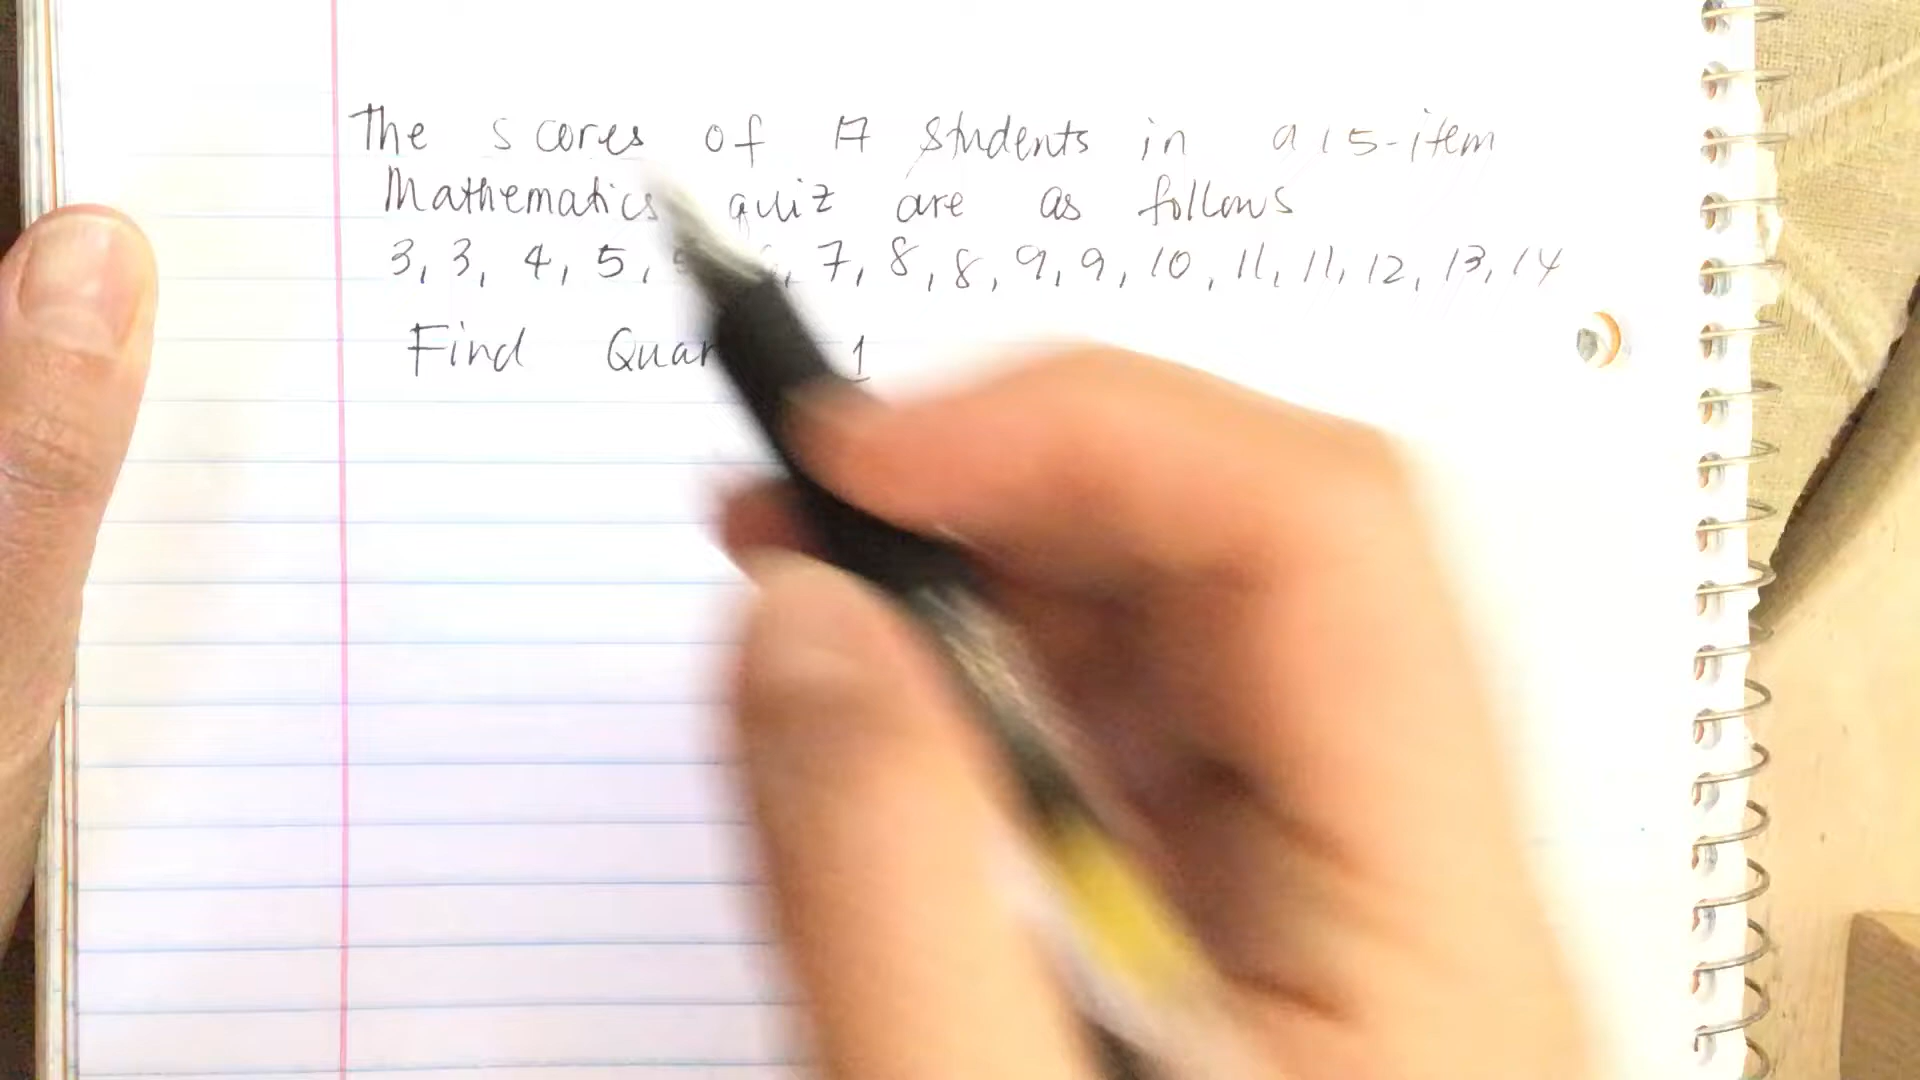 The scores of 17 students in a 15-item
Mathematics quiz are as follows
3, 3, 4, 5, 7, 8, 8, 9, 9, 10, 11, 11, 12, 13, 14
Find 1